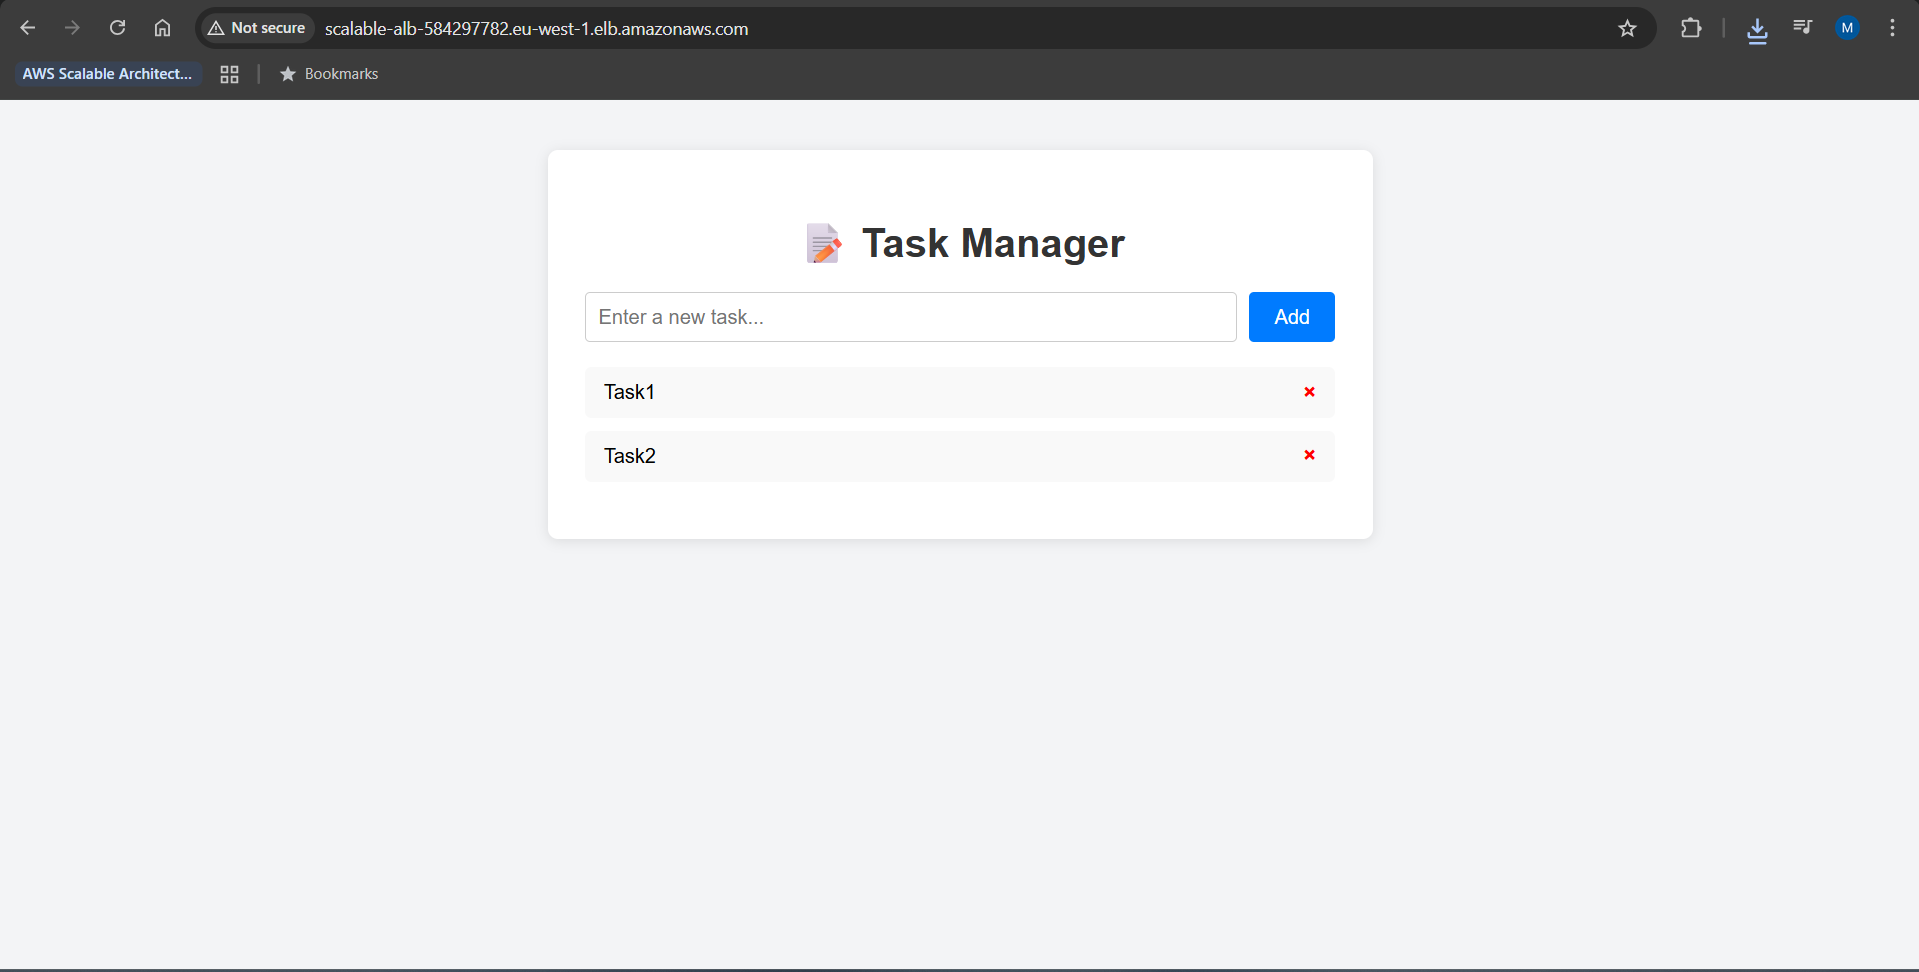 Not secure
scalable-alb-584297782.eu-west-1.elb.amazonaws.com
M
AWS Scalable Architect...
Bookmarks
Task Manager
Enter a new task...
Add
Task1
Task2